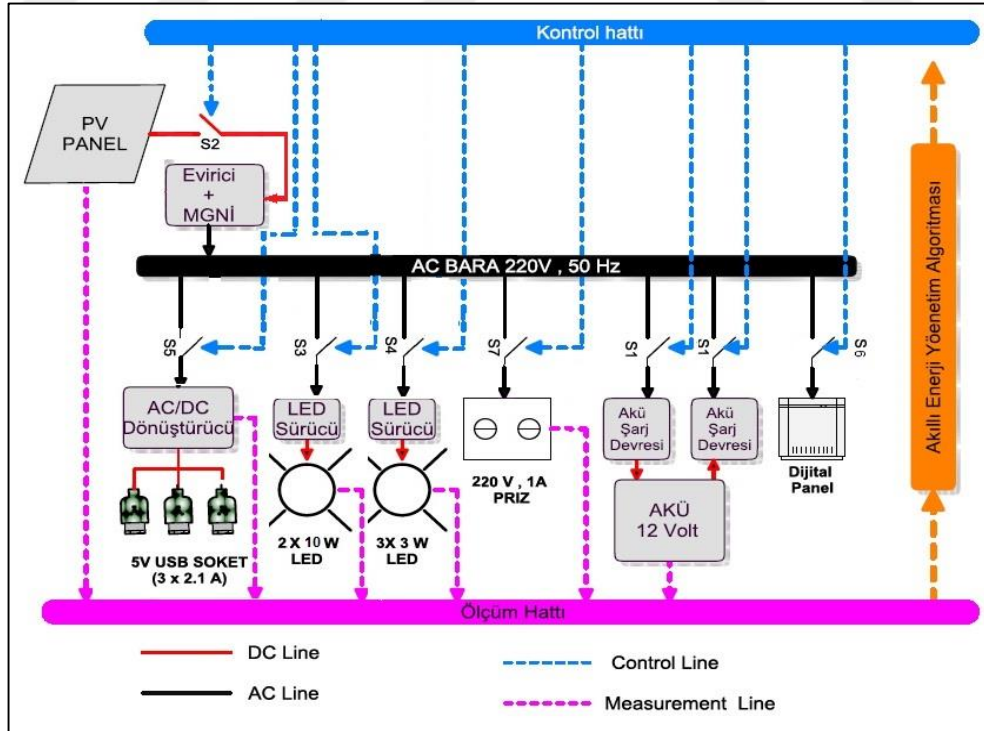 Kontrol hattı
PV
PANEL
S2
Evirici
+
MGNİ
AC BARA 220V , 50 Hz
S5
S3
S4
S7
S1
S1
S6
AC/DC
Dönüştürücü
LED
Sürücü
LED
Sürücü
220 V , 1A
PRIZ
Akü
Şarj
Devresi
Akü
Şarj
Devresi
Dijital
Panel
AKÜ
12 Volt
5V USB SOKET
(3 x 2.1 A)
2 X 10 W
LED
3X 3 W
LED
Akıllı Enerji Yöenetim Algoritması
Ölçüm Hattı
DC Line
AC Line
Control Line
Measurement Line